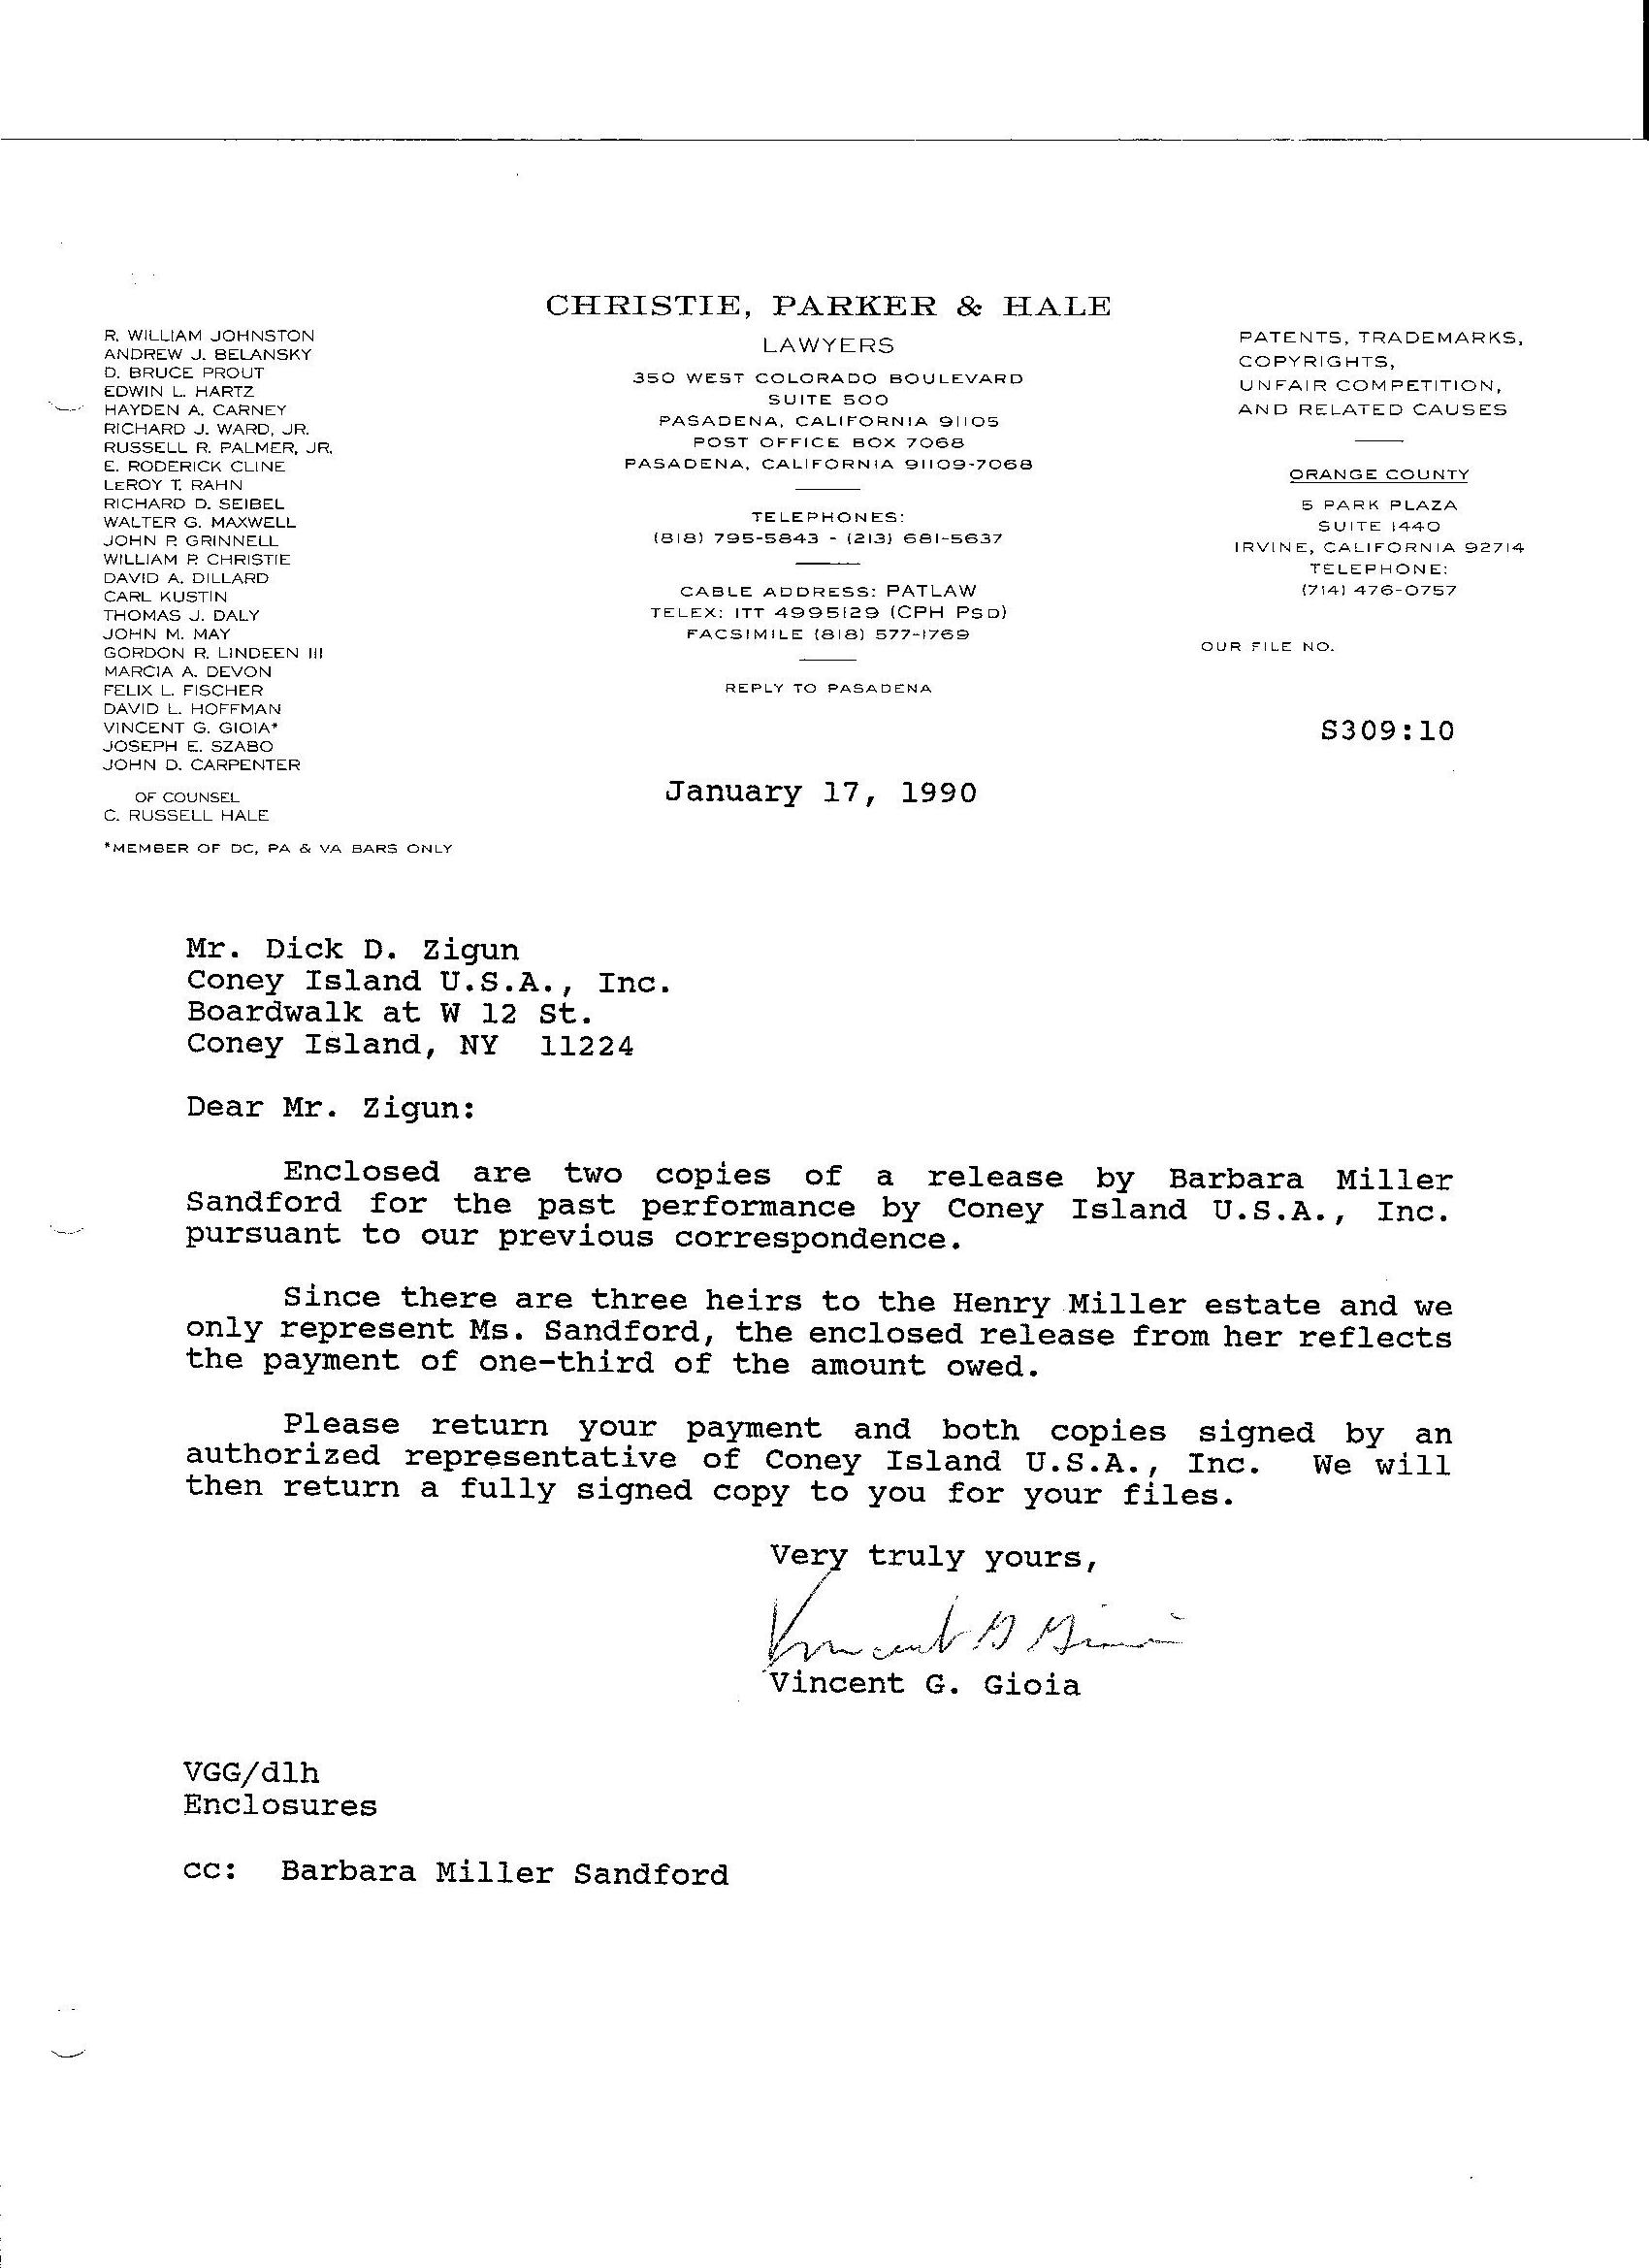 CHRISTIE, PARKER & HALE
LAWYERS
350 WEST COLORADO BOULEVARD
SUITE 500
PASADENA, CALIFORNIA 91105
POST OFFICE BOX 7068
PASADENA, CALIFORNIA 91109-7068
TELEPHONES:
(818) 795-5843 - (213) 681-5637
CABLE ADDRESS: PATLAW
TELEX: ITT 4995129 (CPH PSD)
FACSIMILE (818) 577-1769
REPLY TO PASADENA
R. WILLIAM JOHNSTON
ANDREW J. BELANSKY
D. BRUCE PROUT
EDWIN L. HARTZ
HAYDEN A. CARNEY
RICHARD J. WARD, JR.
RUSSELL R. PALMER, JR.
E. RODERICK CLINE
LEROY T. RAHN
RICHARD D. SEIBEL
WALTER G. MAXWELL
JOHN P. GRINNELL
WILLIAM P. CHRISTIE
DAVID A. DILLARD
CARL KUSTIN
THOMAS J. DALY
JOHN M. MAY
GORDON R. LINDEEN III
MARCIA A. DEVON
FELIX L. FISCHER
DAVID L. HOFFMAN
VINCENT G. GIOIA*
JOSEPH E. SZABO
JOHN D. CARPENTER
OF COUNSEL
C. RUSSELL HALE
*MEMBER OF DC, PA & VA BARS ONLY
PATENTS, TRADEMARKS,
COPYRIGHTS,
UNFAIR COMPETITION,
AND RELATED CAUSES
ORANGE COUNTY
5 PARK PLAZA
SUITE 1440
IRVINE, CALIFORNIA 92714
TELEPHONE:
(714) 476-0757
OUR FILE NO.
S309:10
January 17, 1990
Mr. Dick D. Zigun
Coney Island U.S.A., Inc.
Boardwalk at W 12 St.
Coney Island, NY 11224
Dear Mr. Zigun:
Enclosed are two copies of a release by Barbara Miller
Sandford for the past performance by Coney Island U.S.A., Inc.
pursuant to our previous correspondence.
Since there are three heirs to the Henry Miller estate and we
only represent Ms. Sandford, the enclosed release from her reflects
the payment of one-third of the amount owed.
Please return your payment and both copies signed by an
authorized representative of Coney Island U.S.A., Inc. We will
then return a fully signed copy to you for your files.
Very truly yours,
Vincent G Gioia
Vincent G. Gioia
VGG/dlh
Enclosures
cc: Barbara Miller Sandford